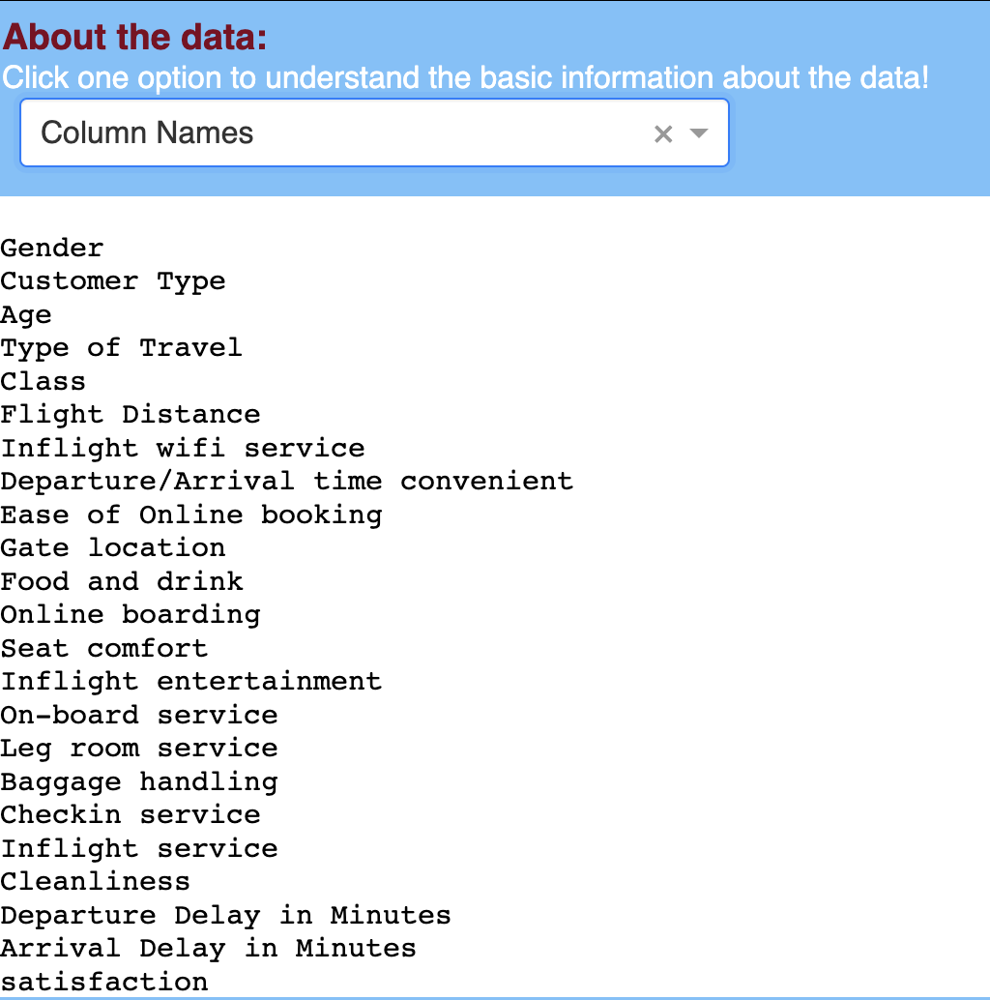 About the data:
Click one option to understand the basic information about the data!
Column Names
Gender
Customer Type
Age
Type of Travel
Class
Flight Distance
Inflight wifi service
Departure/Arrival time convenient
Ease of Online booking
Gate location
Food and drink
Online boarding
Seat comfort
Inflight entertainment
On-board service
Leg room service
Baggage handling
Checkin service
Inflight service
Cleanliness
Departure Delay in Minutes
Arrival Delay in Minutes
satisfaction